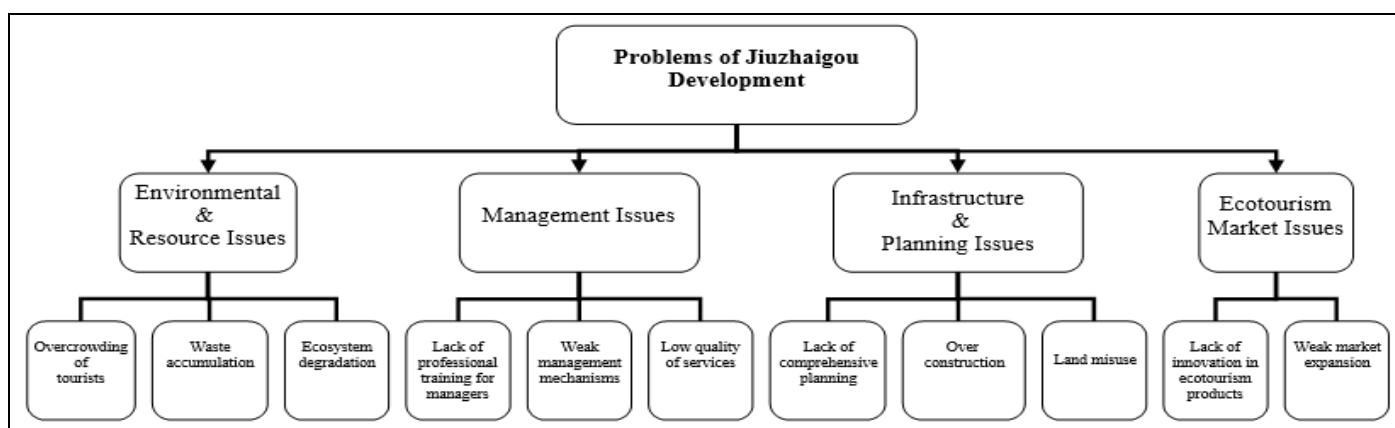 Problems of Jiuzhaigou
Development
Environmental
&
Resource Issues
Management Issues
Infrastructure
&
Planning Issues
Ecotourism
Market Issues
Overcrowding
of
tourists
Waste
accumulation
Ecosystem
degradation
Lack of
professional
training for
managers
Weak
management
mechanisms
Low quality
of services
Lack of
comprehensive
planning
Over
construction
Land misuse
Lack of
innovation in
ecotourism
products
Weak market
expansion